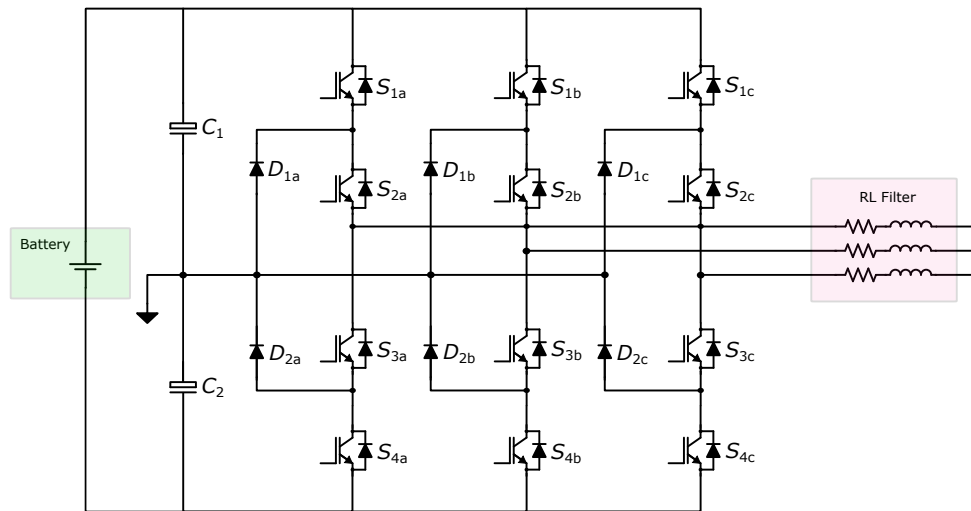 S1a
S1b
S1c
C1
D1a
D1b
D1c
S2a
S2b
S2c
RL Filter
Battery
D2a
D2b
D2c
S3a
S3b
S3c
C2
S4a
S4b
S4c